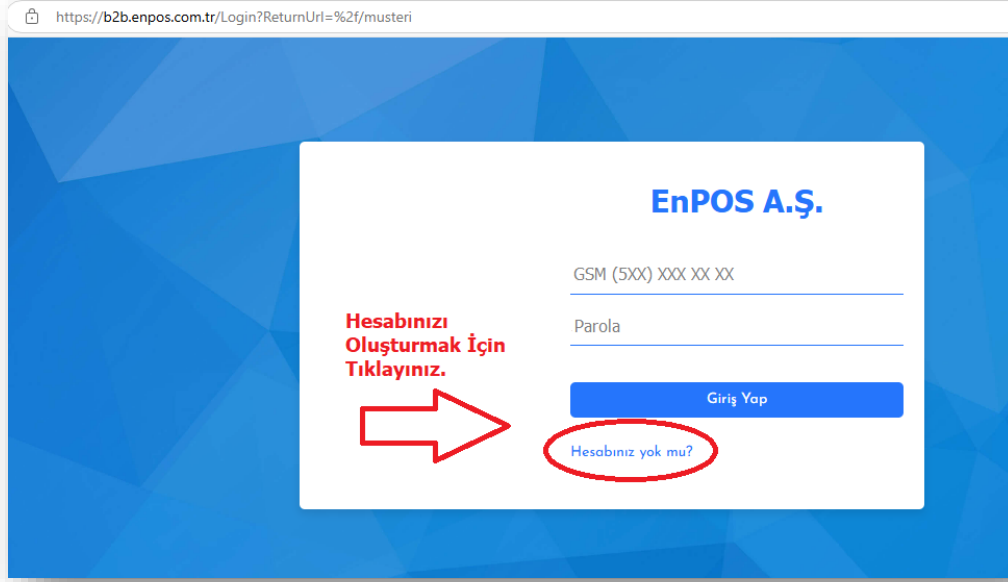 https://b2b.enpos.com.tr/Login?ReturnUrl=%2f/musteri
EnPOS A.Ş.
GSM (5XX) XXX XX XX
Parola
Hesabınızı
Oluşturmak İçin
Tıklayınız.
Giriş Yap
Hesabınız yok mu?